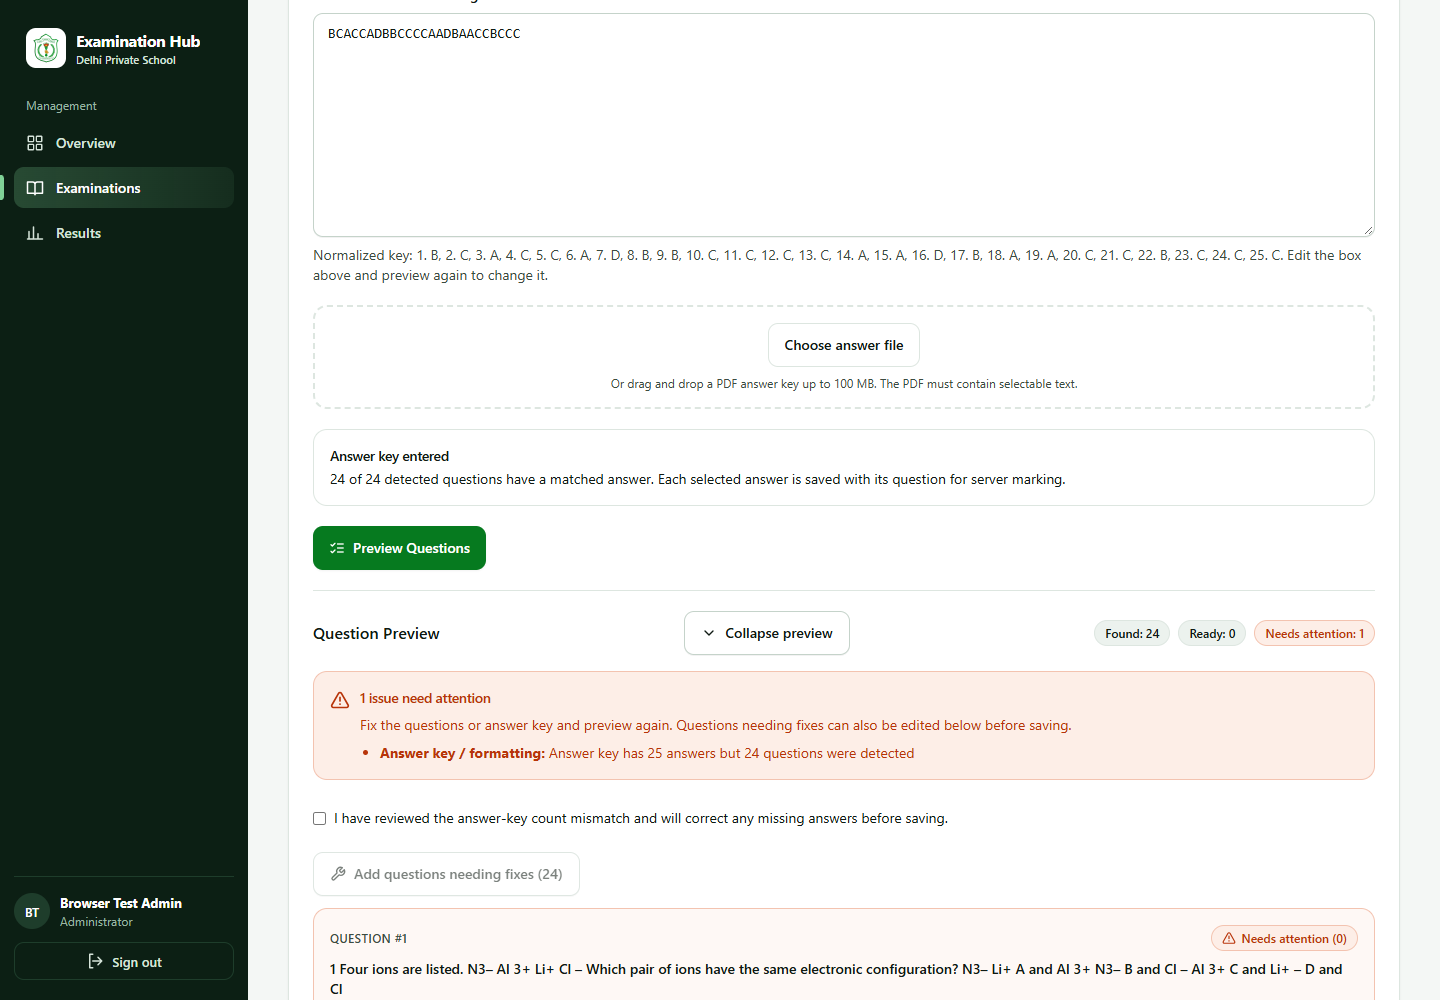 Examination Hub
Delhi Private School
Management
Overview
Examinations
Results
Browser Test Admin
BT
Administrator
Sign out
BCACCADBBCCCCAADBAACCBCCC
Normalized key: 1. B, 2. C, 3. A, 4. C, 5. C, 6. A, 7. D, 8. B, 9. B, 10. C, 11. C, 12. C, 13. C, 14. A, 15. A, 16. D, 17. B, 18. A, 19. A, 20. C, 21. C, 22. B, 23. C, 24. C, 25. C. Edit the box
above and preview again to change it.
Choose answer file
Or drag and drop a PDF answer key up to 100 MB. The PDF must contain selectable text.
Answer key entered
24 of 24 detected questions have a matched answer. Each selected answer is saved with its question for server marking.
Preview Questions
Question Preview
Collapse preview
Found: 24
Ready: 0
Needs attention: 1
1 issue need attention
Fix the questions or answer key and preview again. Questions needing fixes can also be edited below before saving.
• Answer key / formatting: Answer key has 25 answers but 24 questions were detected
I have reviewed the answer-key count mismatch and will correct any missing answers before saving.
Add questions needing fixes (24)
QUESTION #1
Needs attention (0)
1 Four ions are listed. N3– Al 3+ Li+ Cl – Which pair of ions have the same electronic configuration? N3– Li+ A and Al 3+ N3– B and Cl – Al 3+ C and Li+ – D and
Cl